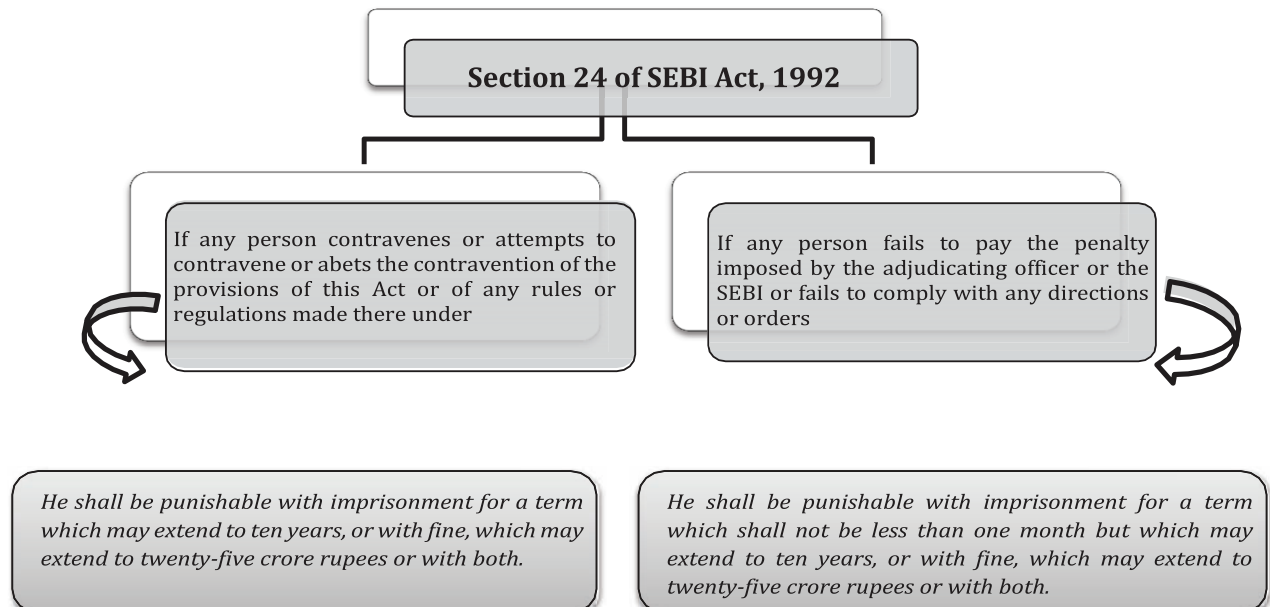 Section 24 of SEBI Act, 1992
If any person contravenes or attempts to
contravene or abets the contravention of the
provisions of this Act or of any rules or
regulations made there under
If any person fails to pay the penalty
imposed by the adjudicating officer or the
SEBI or fails to comply with any directions
or orders
He shall be punishable with imprisonment for a term
which may extend to ten years, or with fine, which may
extend to twenty-five crore rupees or with both.
He shall be punishable with imprisonment for a term
which shall not be less than one month but which may
extend to ten years, or with fine, which may extend to
twenty-five crore rupees or with both.